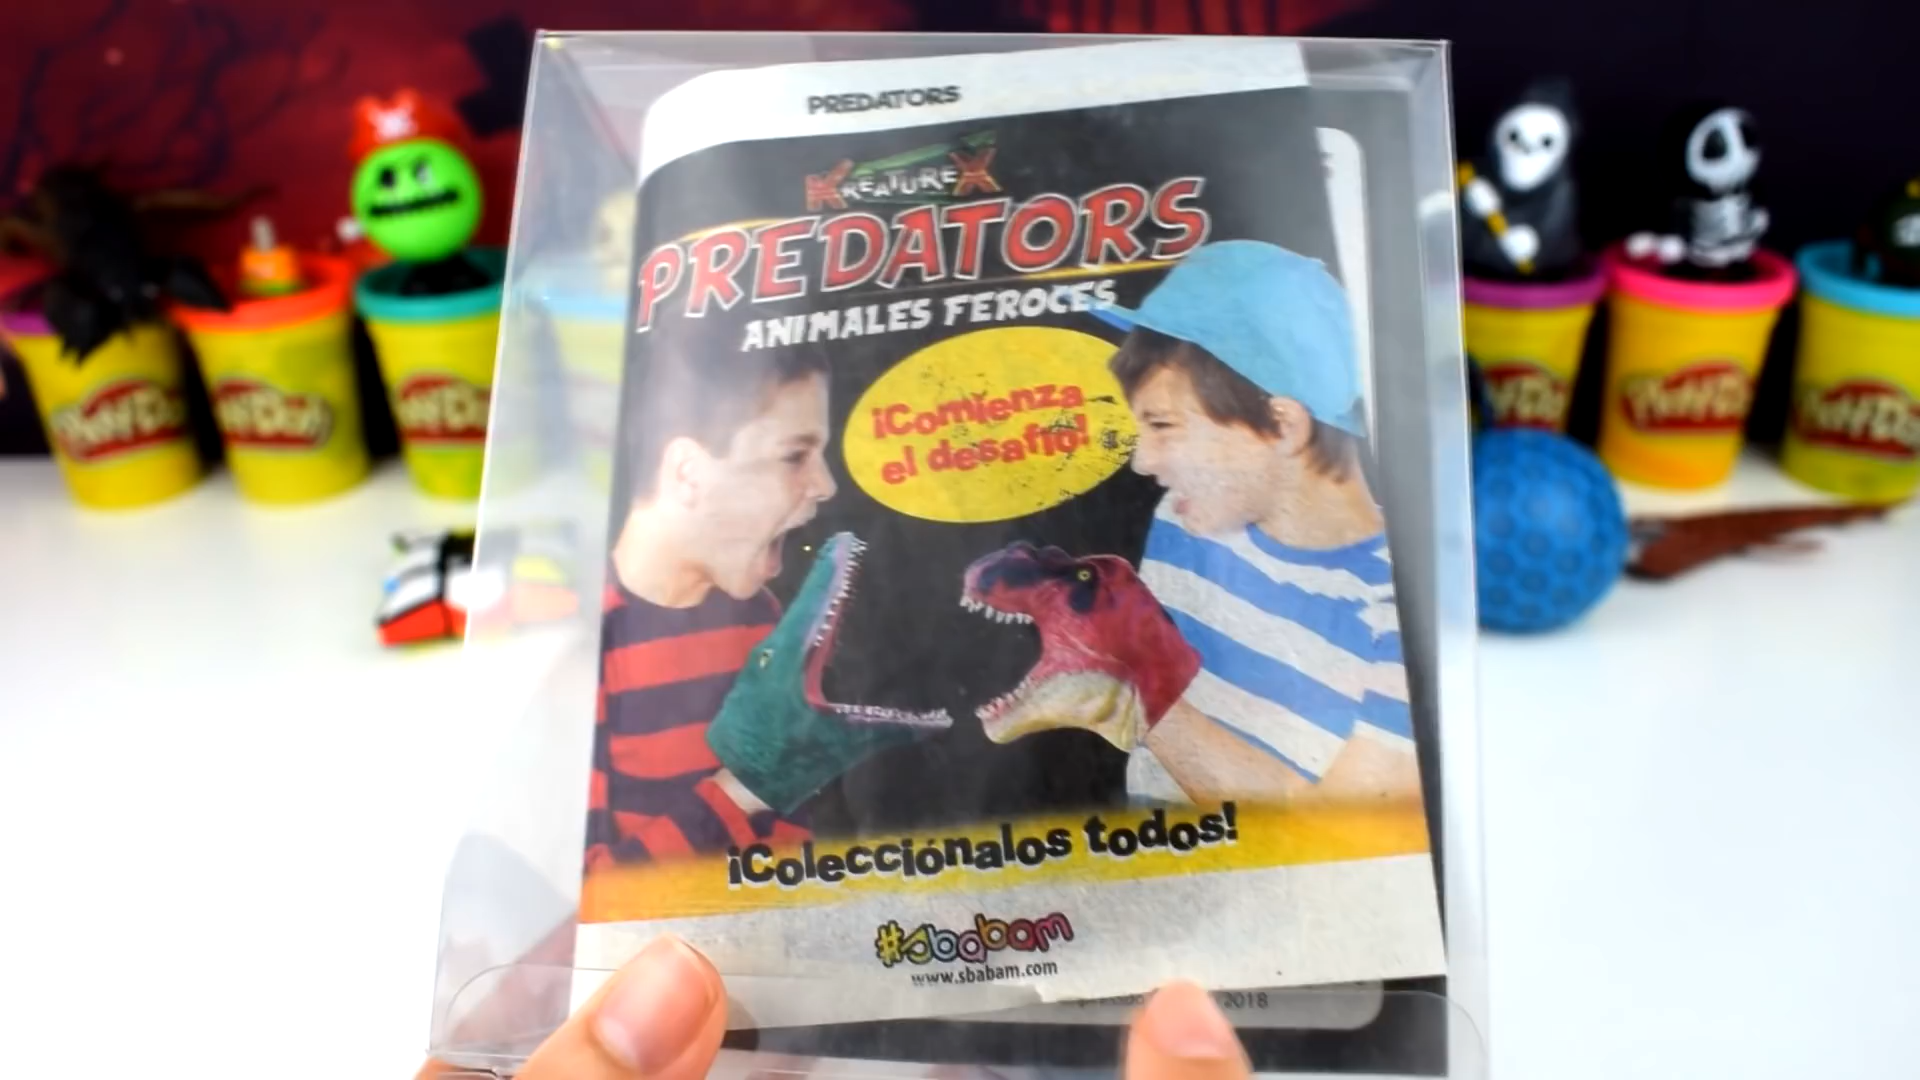 PREDATORS
KREATUREX
PREDATORS
ANIMALES FEROCES
¡Comienza
el desafío!
¡Colecciónalos todos!
#sbabam
www.sbabam.com
2018